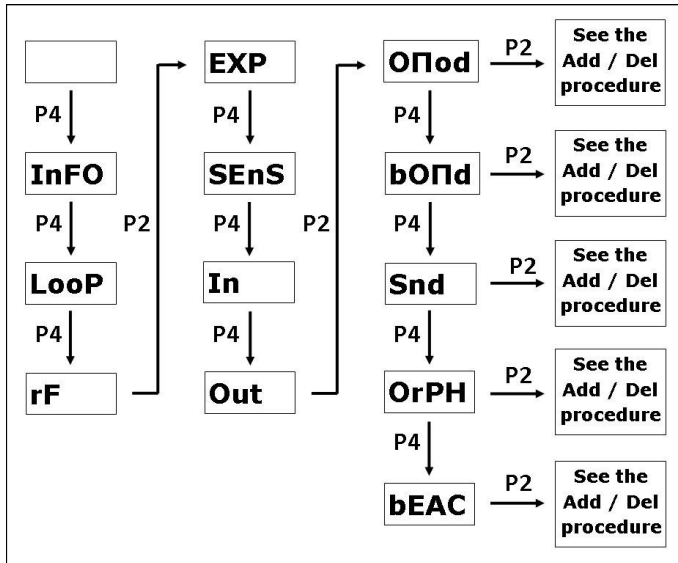 EXP
OΠod
P2
See the
Add / Del
procedure
P4
P4
P4
InFO
SEnS
bOΠd
P2
See the
Add / Del
procedure
P4
P2
P4
P2
P4
LooP
In
Snd
P2
See the
Add / Del
procedure
P4
P4
P4
rF
Out
OrPH
P2
See the
Add / Del
procedure
P4
bEAC
P2
See the
Add / Del
procedure